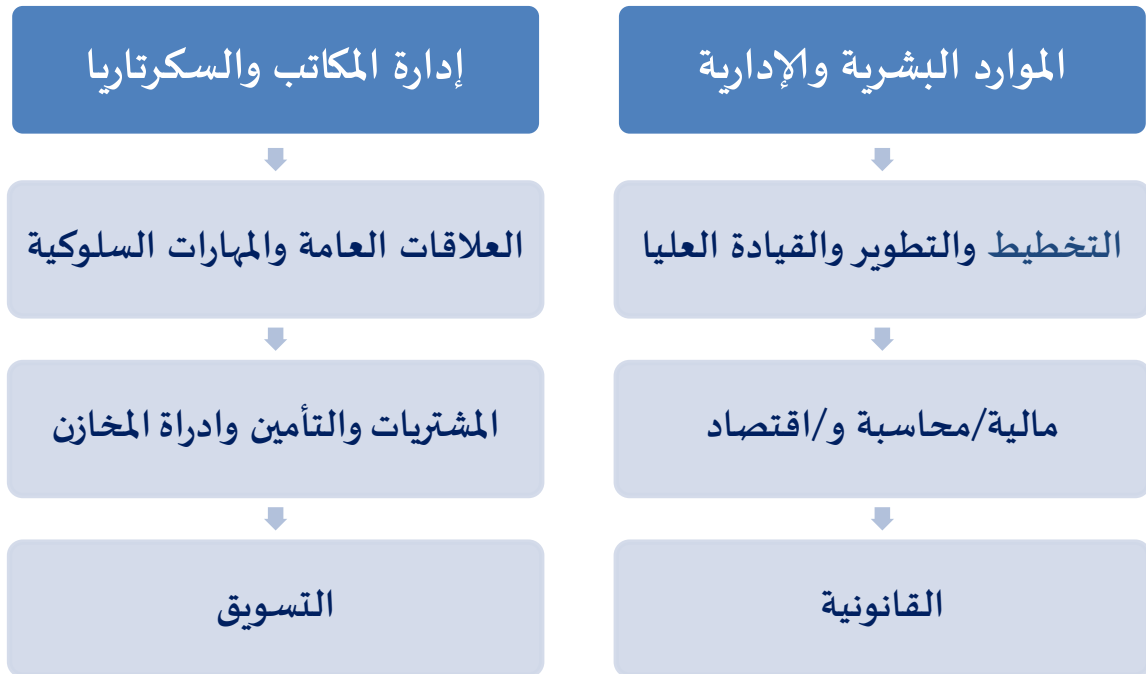 الموارد البشرية والإدارية
التخطيط والتطوير والقيادة العليا
مالية/محاسبة و/اقتصاد
القانونية
إدارة المكاتب والسكرتاريا
العلاقات العامة والمهارات السلوكية
المشتريات والتأمين وادراة المخازن
التسويق